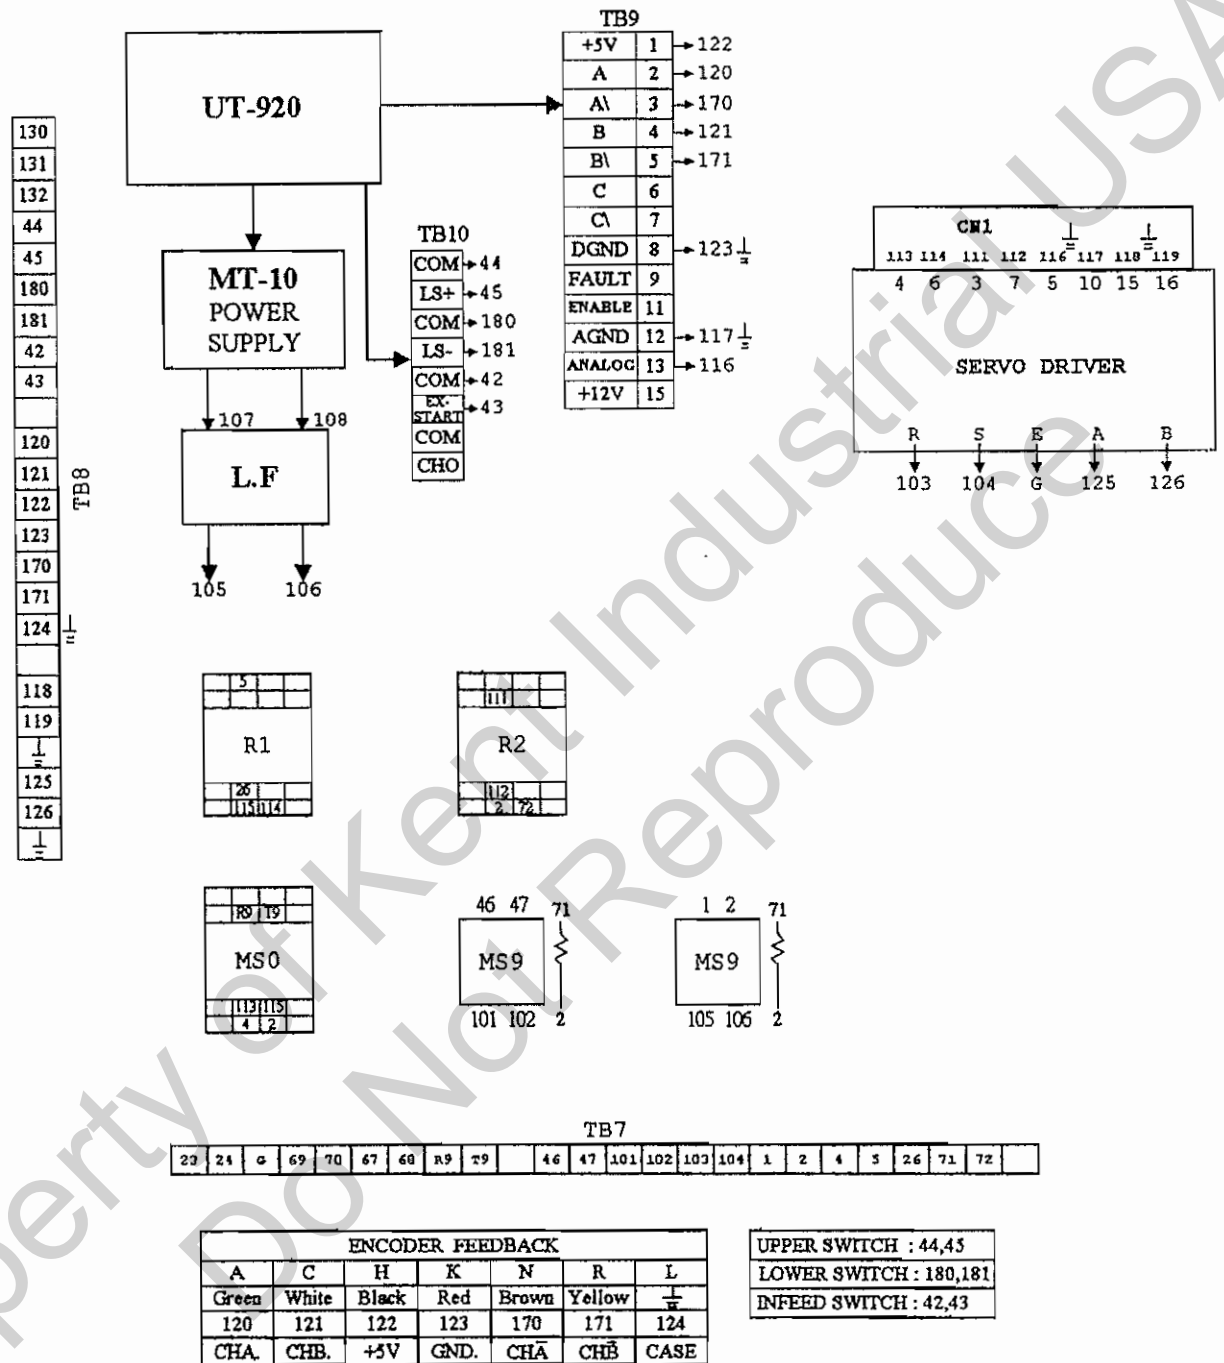 TB9
+5V 1 122
A 2 120
A\ 3 170
B 4 121
B\ 5 171
C 6
C\ 7
DGND 8 123
FAULT 9
ENABLE 11
AGND 12 117
ANALOG 13 116
+12V 15
UT-920
MT-10
POWER
SUPPLY
107 108
L.F
105 106
TB10
COM 44
LS+ 45
COM 180
LS- 181
COM 42
EX-START 43
COM
CHO
TB8
130
131
132
44
45
180
181
42
43
120
121
122
123
170
171
124
118
119
125
126
CN1
113 114 111 112 116 117 118 119
4 6 3 7 5 10 15 16
SERVO DRIVER
R S E A B
103 104 G 125 126
5
R1
26
115 114
111
R2
112
2 72
R9 T9
MS0
113 115
4 2
46 47 71
MS9
101 102 2
1 2 71
MS9
105 106 2
TB7
23 24 G 69 70 67 68 R9 T9 46 47 101 102 103 104 1 2 4 5 26 71 72
ENCODER FEEDBACK
A C H K N R L
Green White Black Red Brown Yellow
120 121 122 123 170 171 124
CHA. CHB. +5V GND. CHA̅ CHB̅ CASE
UPPER SWITCH : 44,45
LOWER SWITCH : 180,181
INFEED SWITCH : 42,43
Property of Kent Industrial USA
Do Not Reproduce